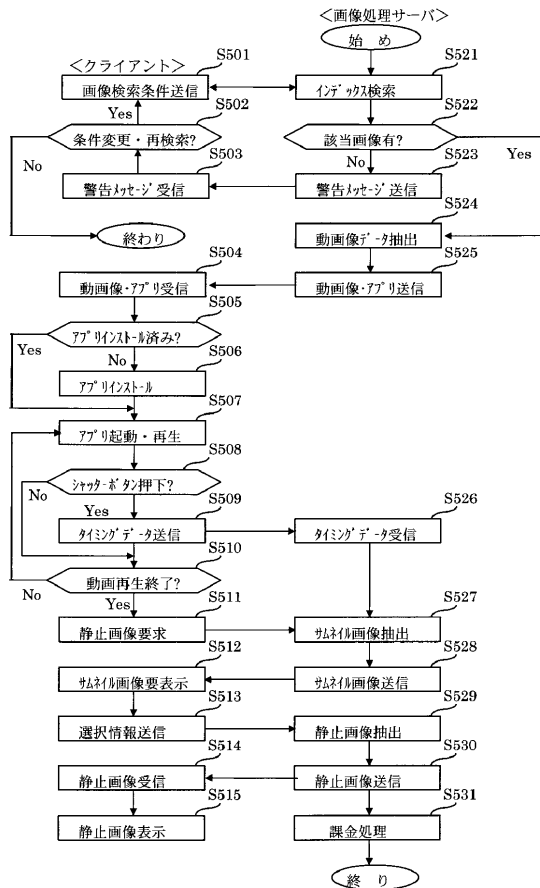 ＜画像処理サーバ＞
始 め
＜クライアント＞
S501
S521
画像検索条件送信
インデックス検索
Yes
S502
S522
条件変更・再検索?
該当画像有?
No
S503
No
S523
Yes
警告メッセージ受信
警告メッセージ送信
S524
終わり
動画像データ抽出
S504
S525
動画像・アプリ受信
動画像・アプリ送信
S505
アプリインストール済み?
Yes
No
S506
アプリインストール
S507
アプリ起動・再生
S508
No
シャッターボタン押下?
Yes
S509
S526
タイミングデータ送信
タイミングデータ受信
S510
動画再生終了?
No
Yes
S511
S527
静止画像要求
サムネイル画像抽出
S512
S528
サムネイル画像要表示
サムネイル画像送信
S513
S529
選択情報送信
静止画像抽出
S514
S530
静止画像受信
静止画像送信
S515
S531
静止画像表示
課金処理
終 り